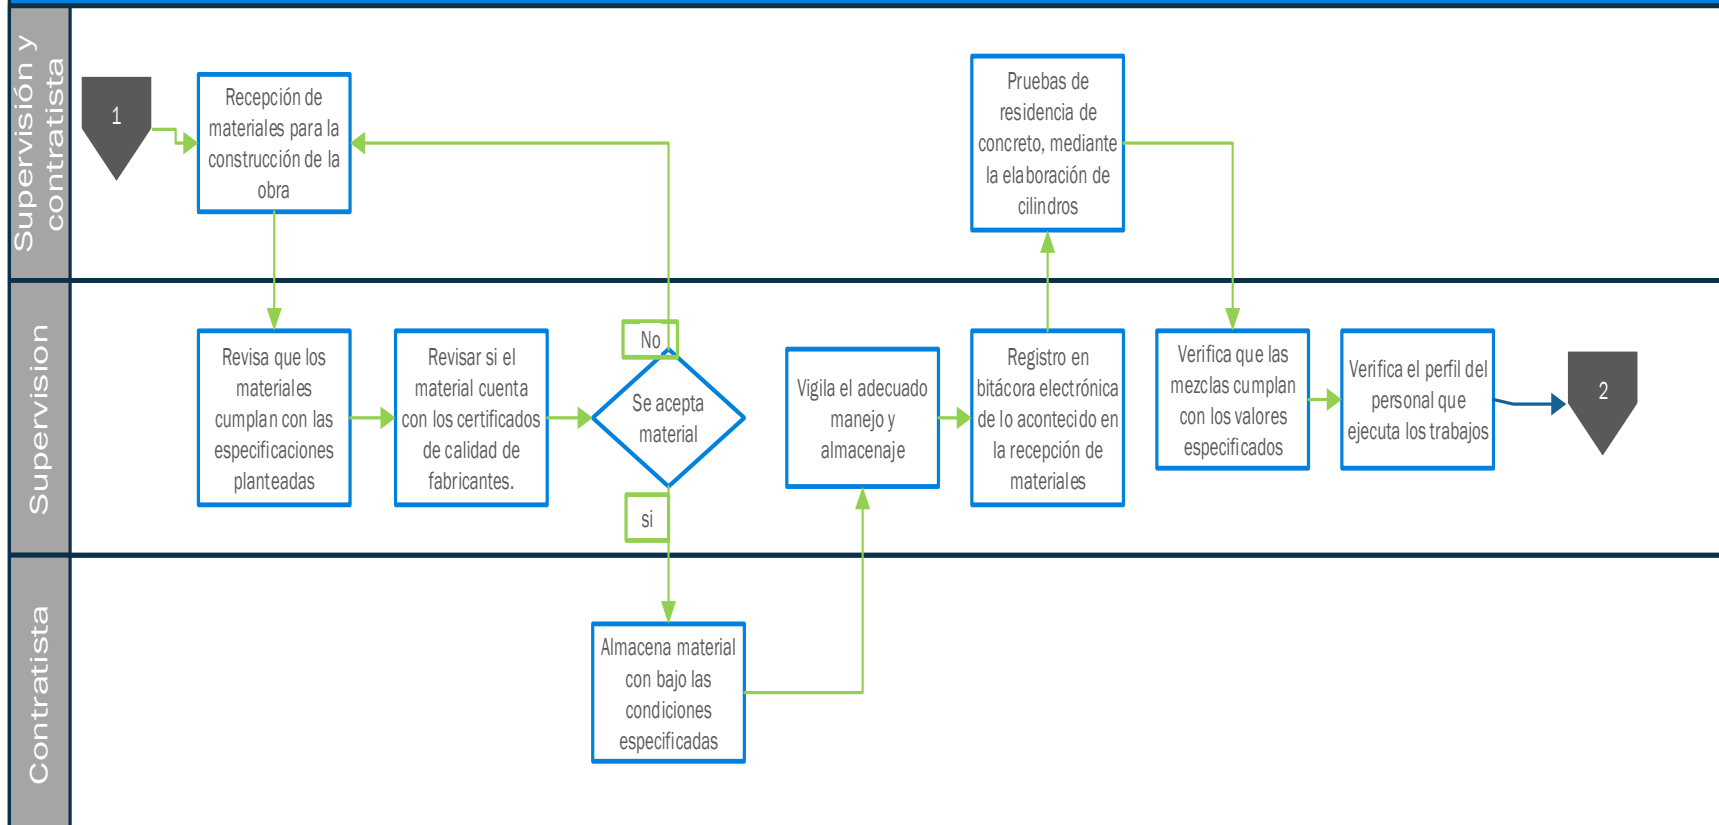 Supervisión y
contratista
1
Recepción de
materiales para la
construcción de la
obra
Pruebas de
residencia de
concreto, mediante
la elaboración de
cilindros
Supervision
Revisa que los
materiales
cumplan con las
especificaciones
planteadas
Revisar si el
material cuenta
con los certificados
de calidad de
fabricantes.
No
Se acepta
material
si
Vigila el adecuado
manejo y
almacenaje
Registro en
bitácora electrónica
de lo acontecido en
la recepción de
materiales
Verifica que las
mezclas cumplan
con los valores
especificados
Verifica el perfil del
personal que
ejecuta los trabajos
2
Contratista
Almacena material
con bajo las
condiciones
especificadas